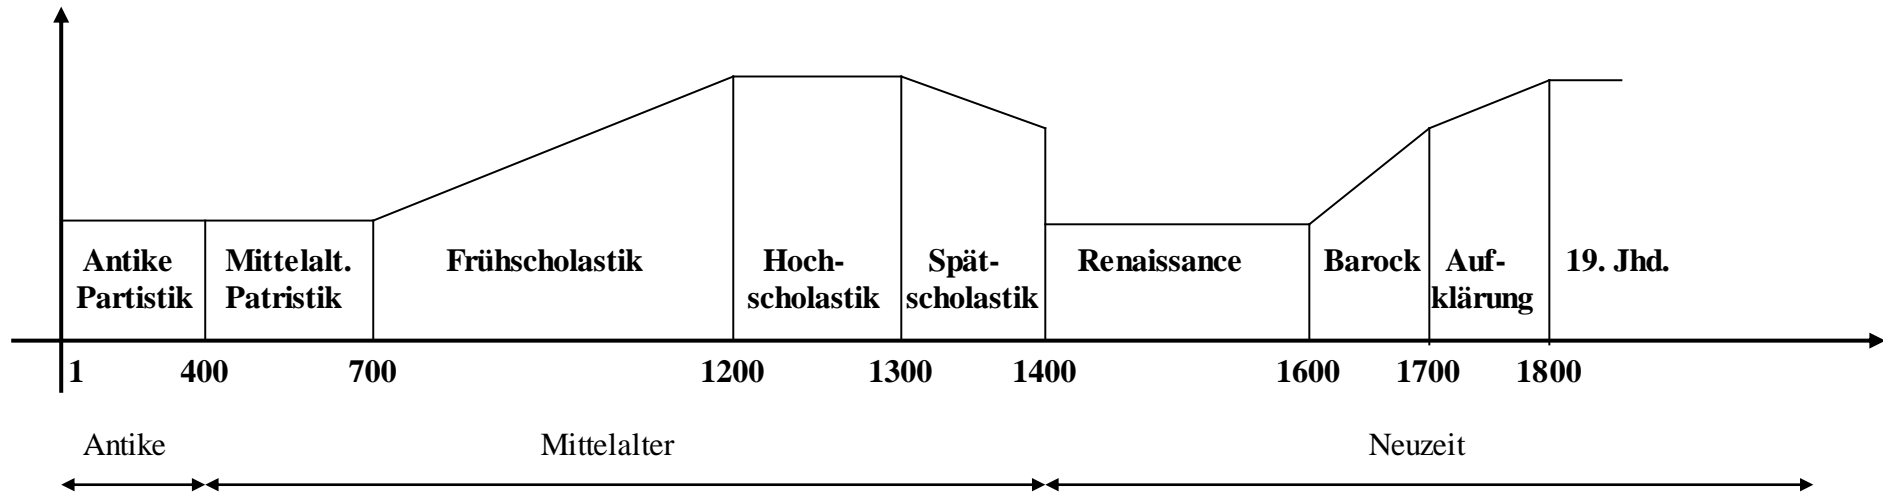 Antike Mittelalt. Frühscholastik Hoch- Spät- Renaissance Barock Auf- 19. Jhd.
Partistik Patristik scholastik scholastik klärung
1 400 700 1200 1300 1400 1600 1700 1800
Antike Mittelalter Neuzeit